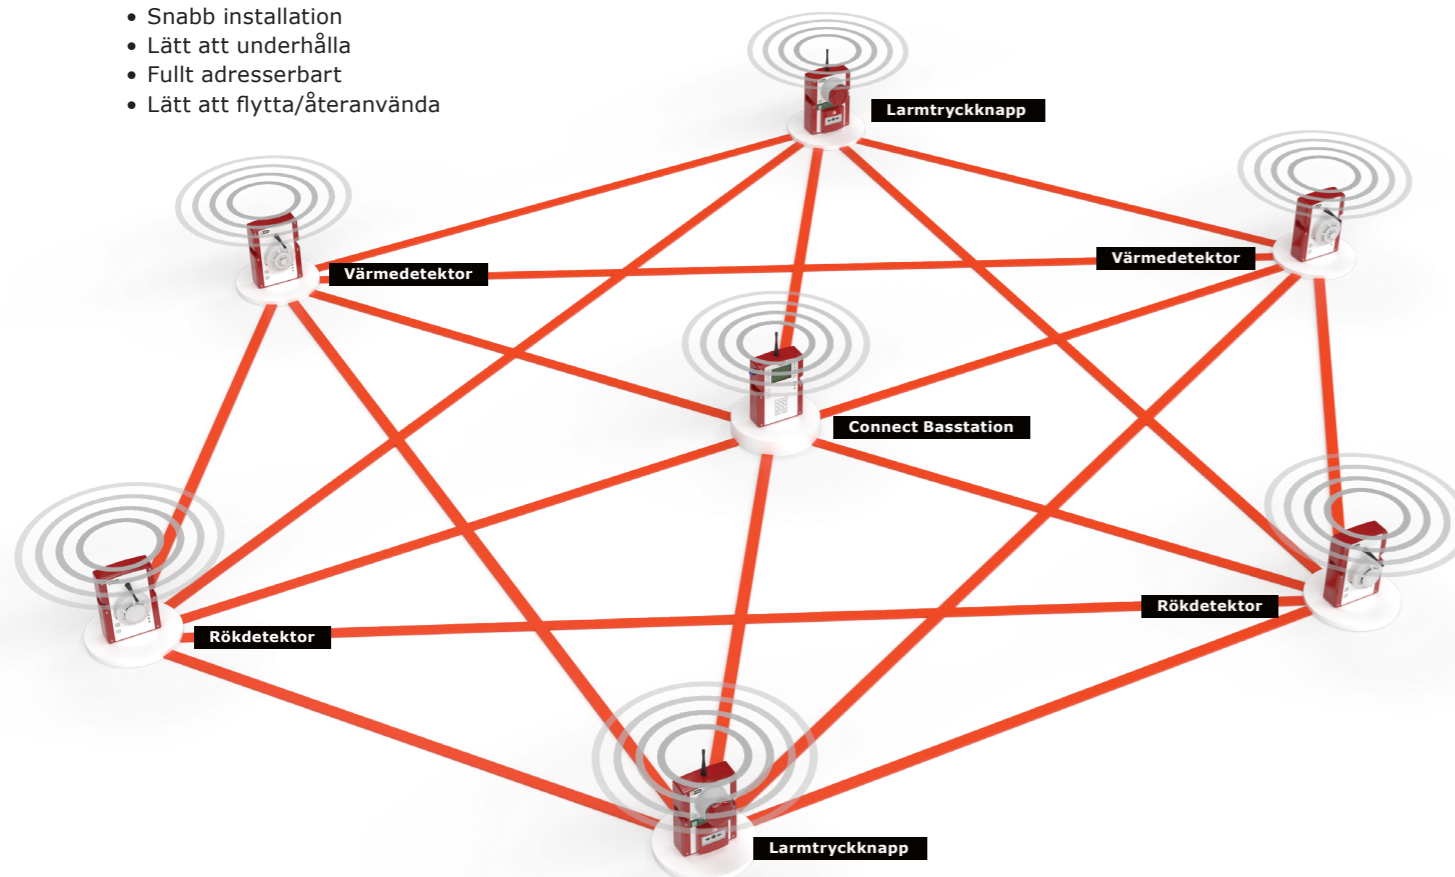 • Snabb installation
• Lätt att underhålla
• Fullt adresserbart
• Lätt att flytta/återanvända
Larmtryckknapp
Värmedetektor
Värmedetektor
Connect Basstation
Rökdetektor
Rökdetektor
Larmtryckknapp